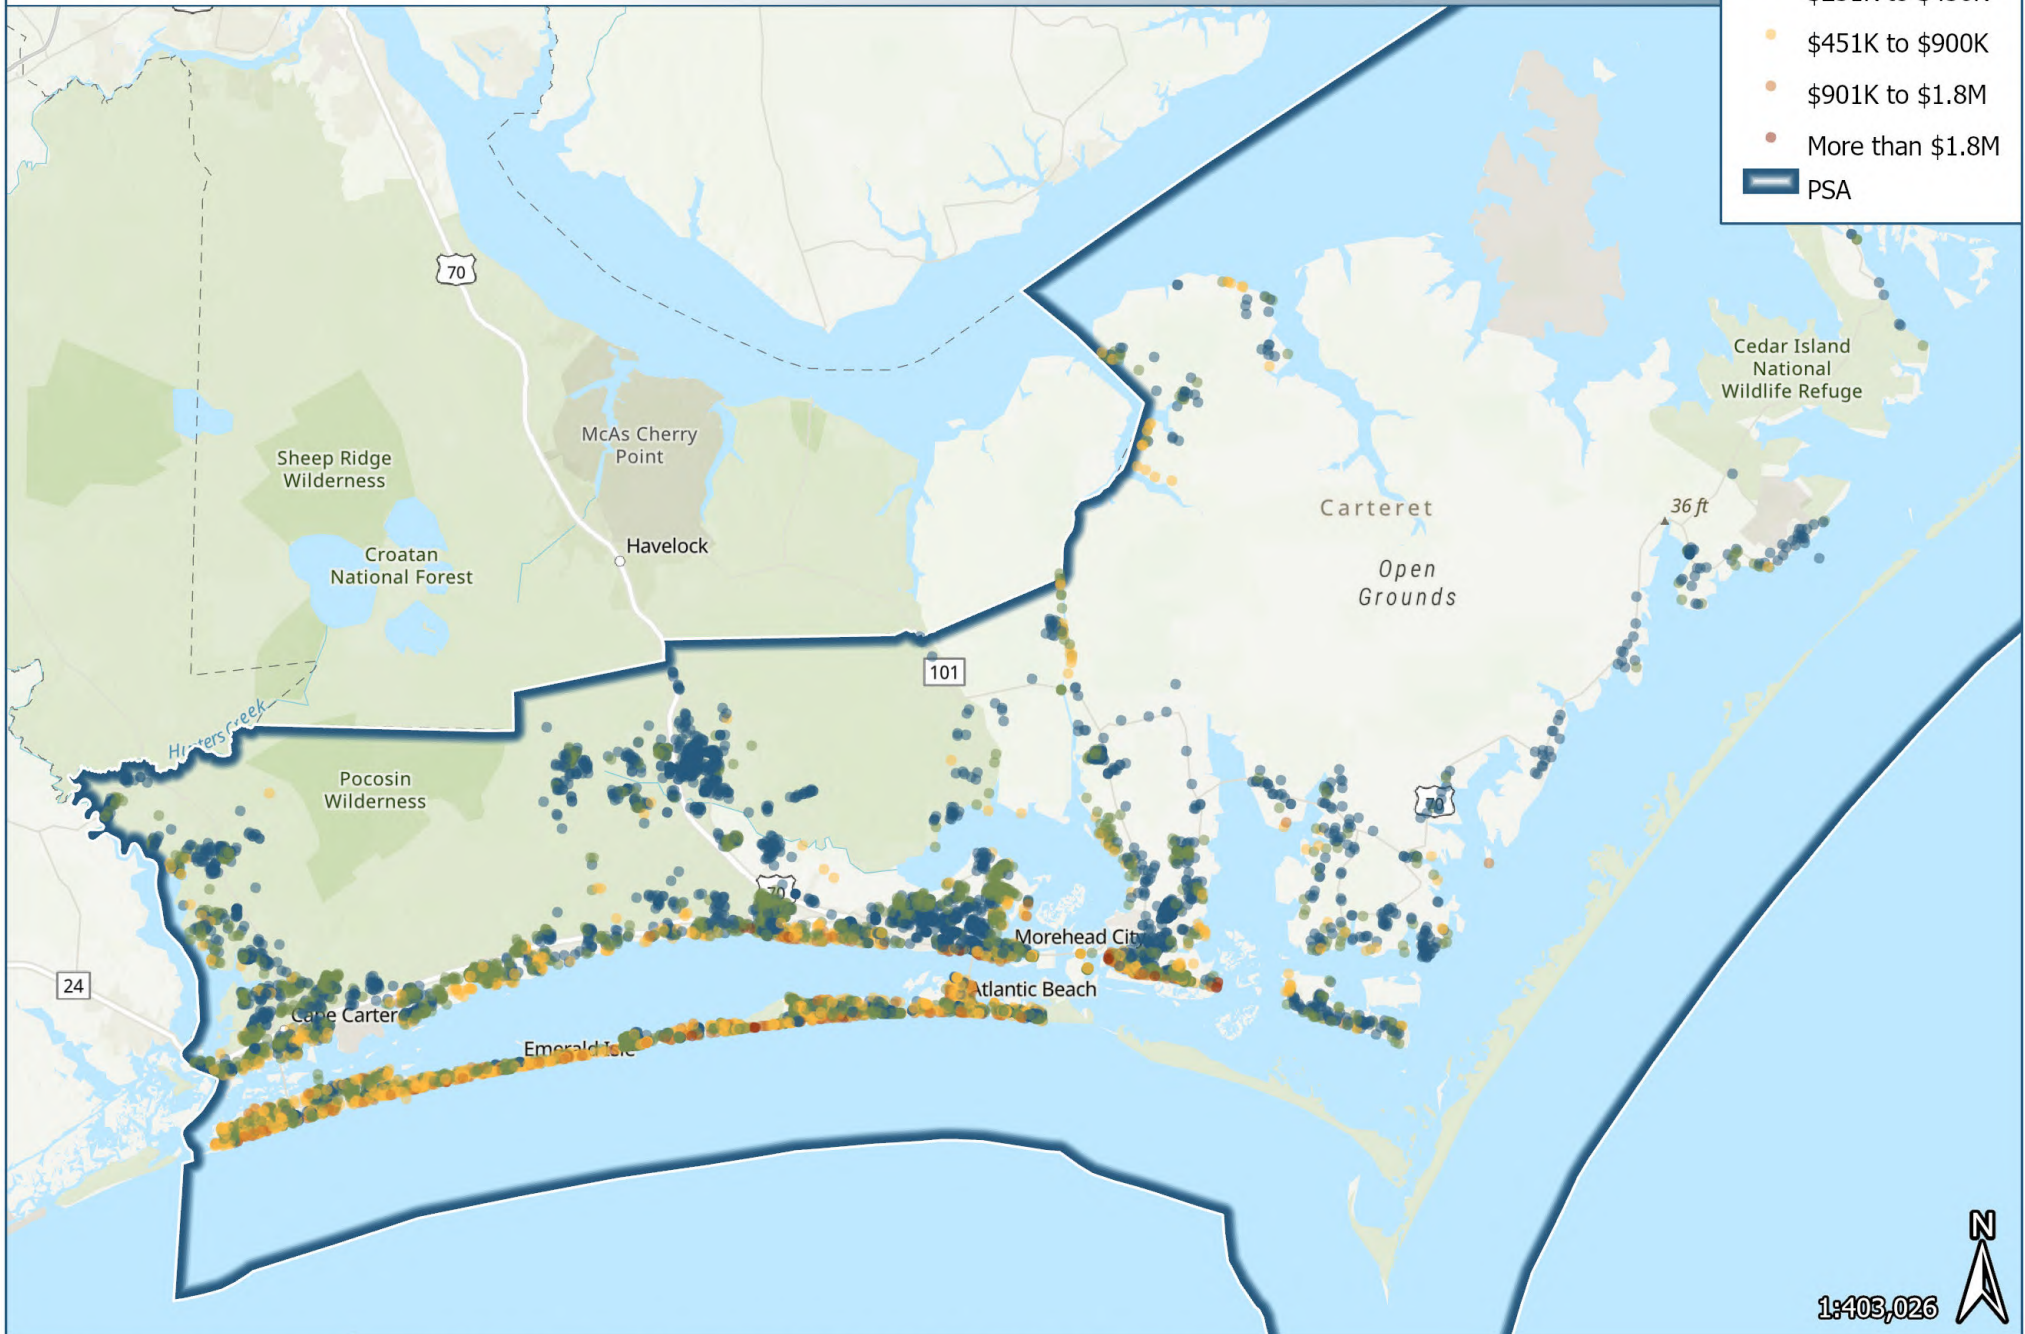 $451K to $900K
$901K to $1.8M
More than $1.8M
PSA
70
Cedar Island
National
Wildlife Refuge
McAs Cherry
Point
Sheep Ridge
Wilderness
Carteret
36 ft
Havelock
Croatan
National Forest
Open
Grounds
101
Hunters Creek
Pocosin
Wilderness
70
70
Morehead City
24
Atlantic Beach
Cape Carter
Emerald Isle
N
1:403,026